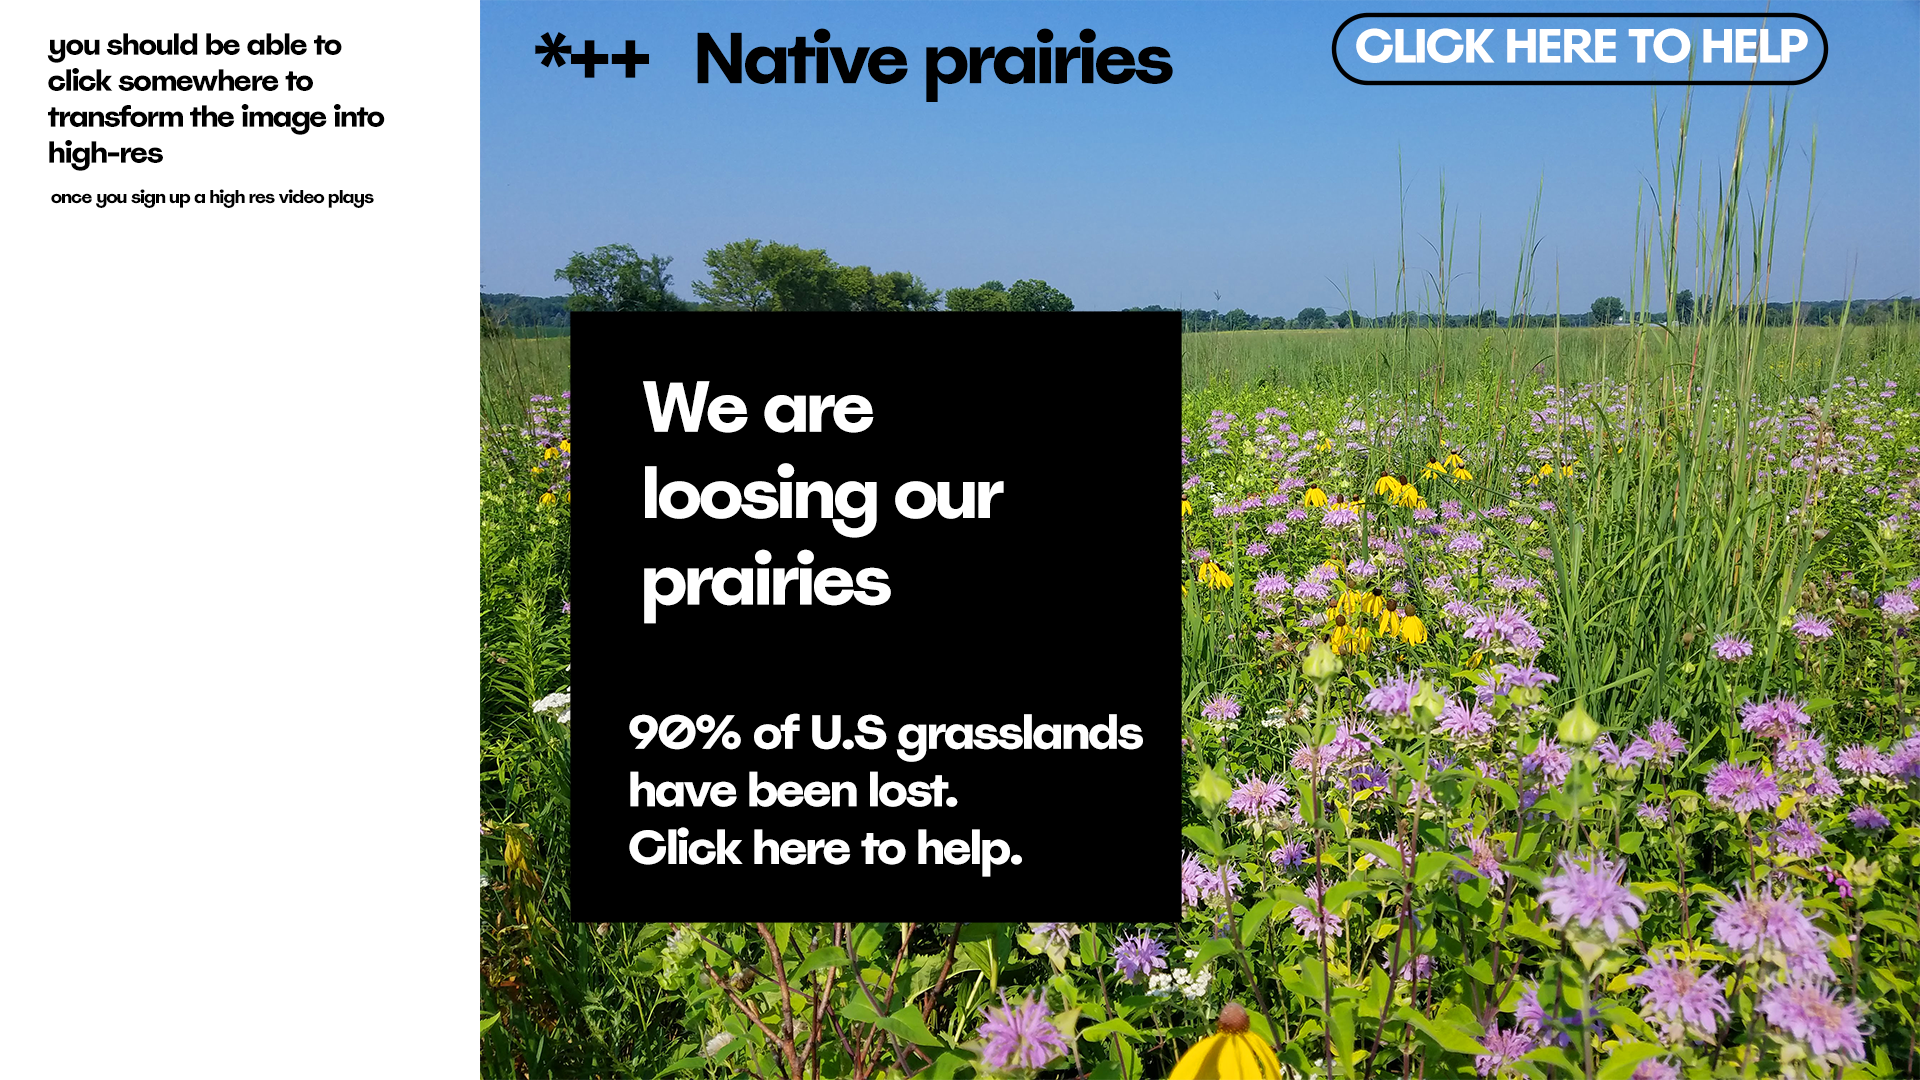 you should be able to
click somewhere to
transform the image into
high-res
once you sign up a high res video plays
*++ Native prairies
CLICK HERE TO HELP
We are
loosing our
prairies
90% of U.S grasslands
have been lost.
Click here to help.